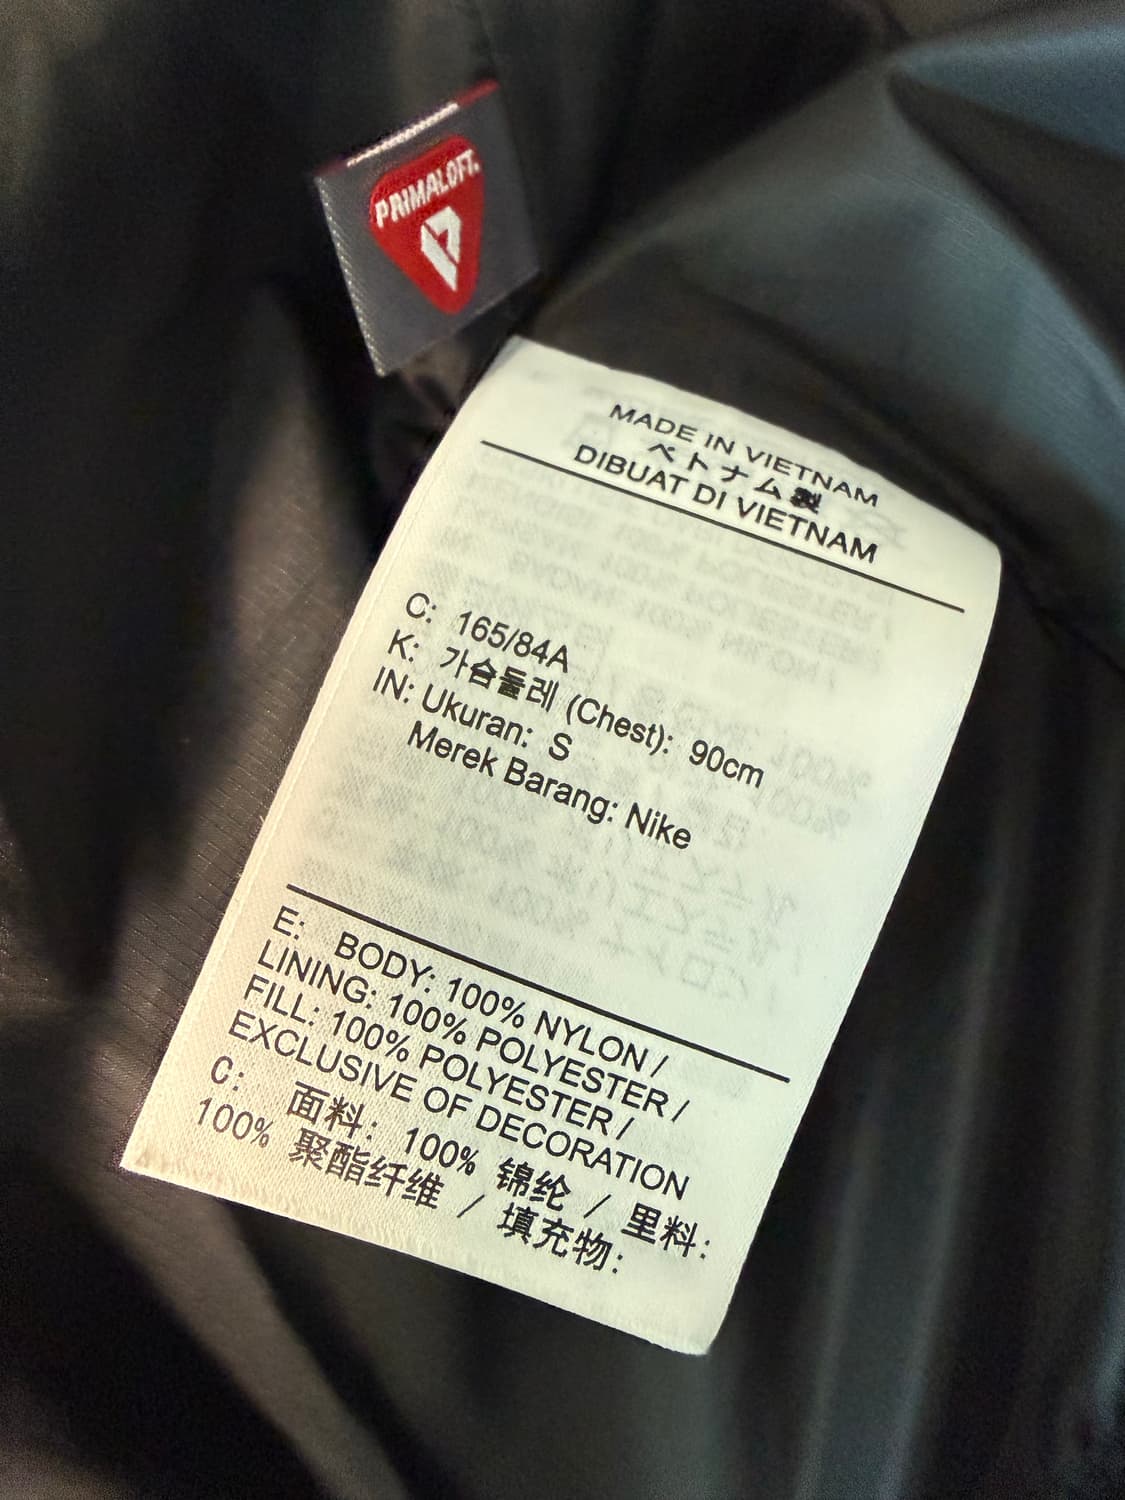 PRIMALOFT.
MADE IN VIETNAM
ベトナム製
DIBUAT DI VIETNAM
C: 165/84A
K: 가슴둘레 (Chest): 90cm
IN: Ukuran: S
Merek Barang: Nike
E: BODY: 100% NYLON /
LINING: 100% POLYESTER /
FILL: 100% POLYESTER /
EXCLUSIVE OF DECORATION
C: 面料: 100% 锦纶 / 里料:
100% 聚酯纤维 / 填充物: